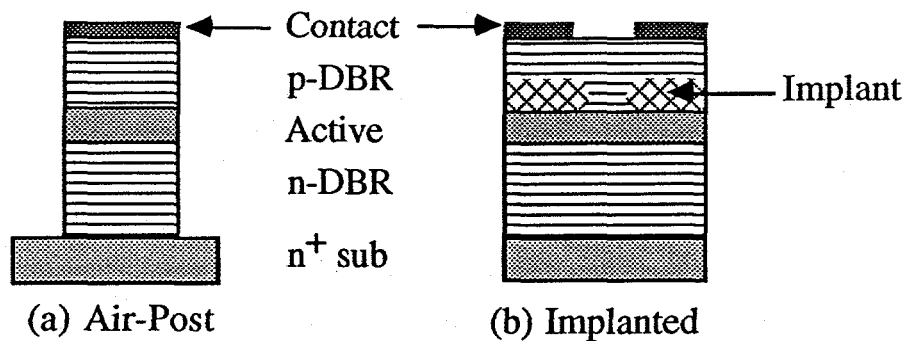 Contact
p-DBR
Implant
Active
n-DBR
n+ sub
(a) Air-Post
(b) Implanted